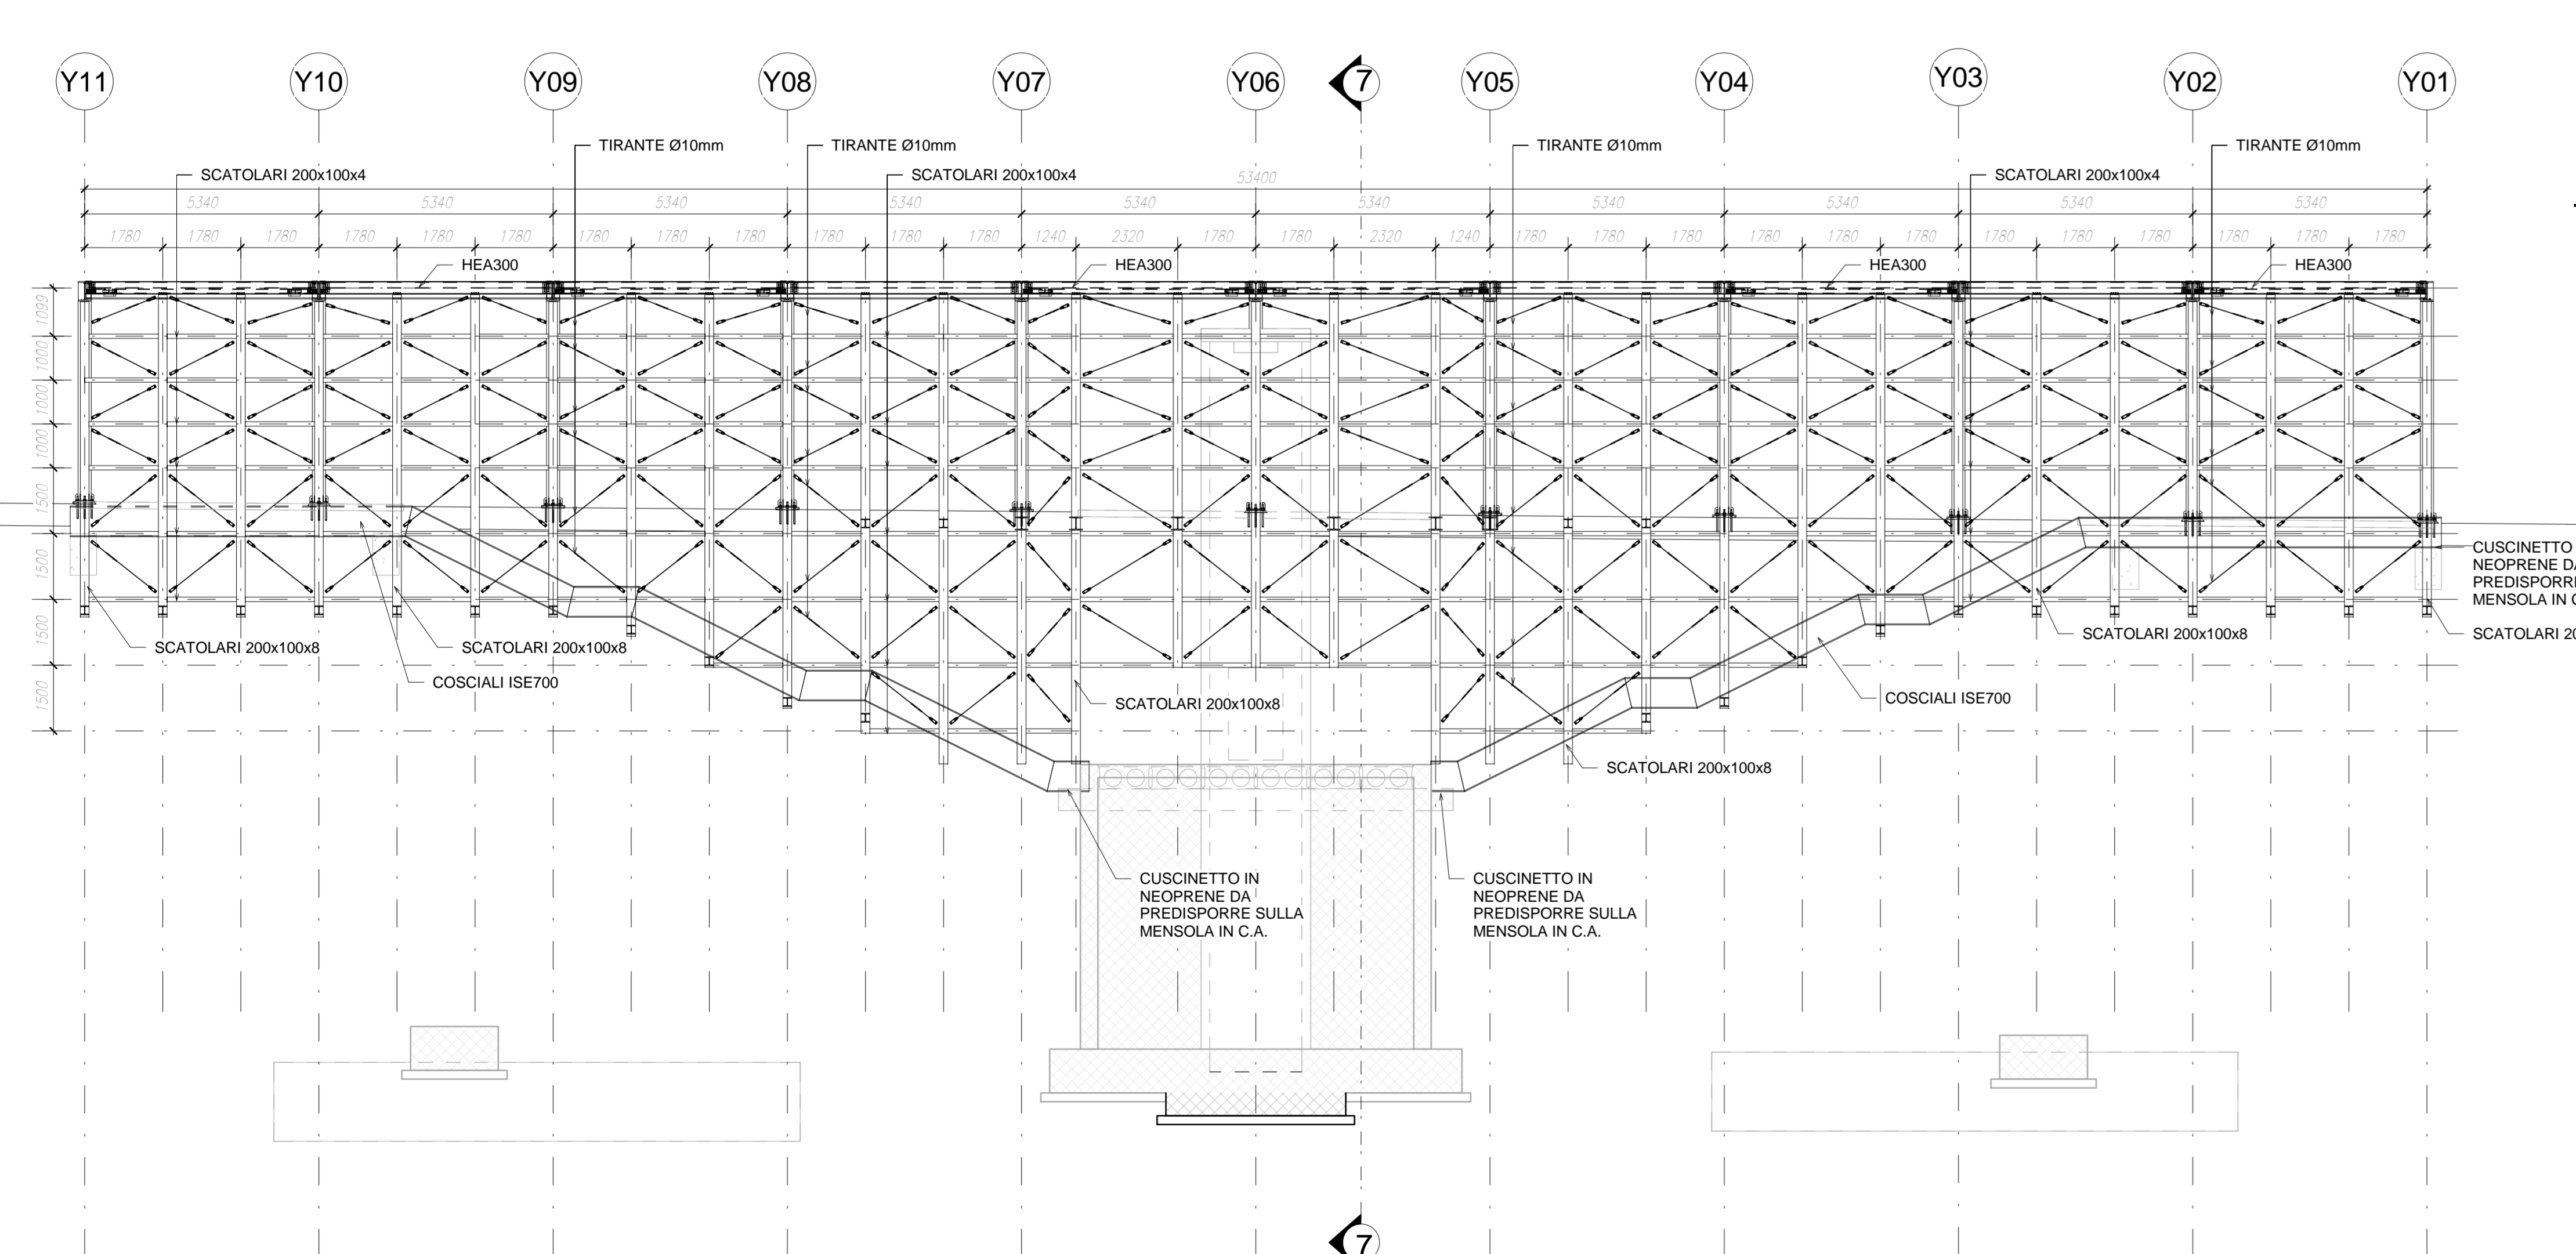 Y11 Y10 Y09 Y08 Y07 Y06 7 Y05 Y04 Y03 Y02 Y01
TIRANTE Ø10mm TIRANTE Ø10mm TIRANTE Ø10mm TIRANTE Ø10mm
SCATOLARI 200x100x4 SCATOLARI 200x100x4 53400 SCATOLARI 200x100x4
5340 5340 5340 5340 5340 5340 5340 5340 5340 5340
1780 1780 1780 1780 1780 1780 1780 1780 1780 1780 1780 1780 1240 2320 1780 1780 2320 1240 1780 1780 1780 1780 1780 1780 1780 1780 1780 1780 1780 1780
HEA300 HEA300 HEA300 HEA300
1099
1000
1000
1000
1500
1500
1500
1500
CUSCINETTO
NEOPRENE
PREDISPORRE
MENSOLA IN
SCATOLARI 200x100x8 SCATOLARI 200x100x8 SCATOLARI 200x100x8 SCATOLARI
COSCIALI ISE700 COSCIALI ISE700
SCATOLARI 200x100x8
SCATOLARI 200x100x8
CUSCINETTO IN
NEOPRENE DA
PREDISPORRE SULLA
MENSOLA IN C.A.
CUSCINETTO IN
NEOPRENE DA
PREDISPORRE SULLA
MENSOLA IN C.A.
7